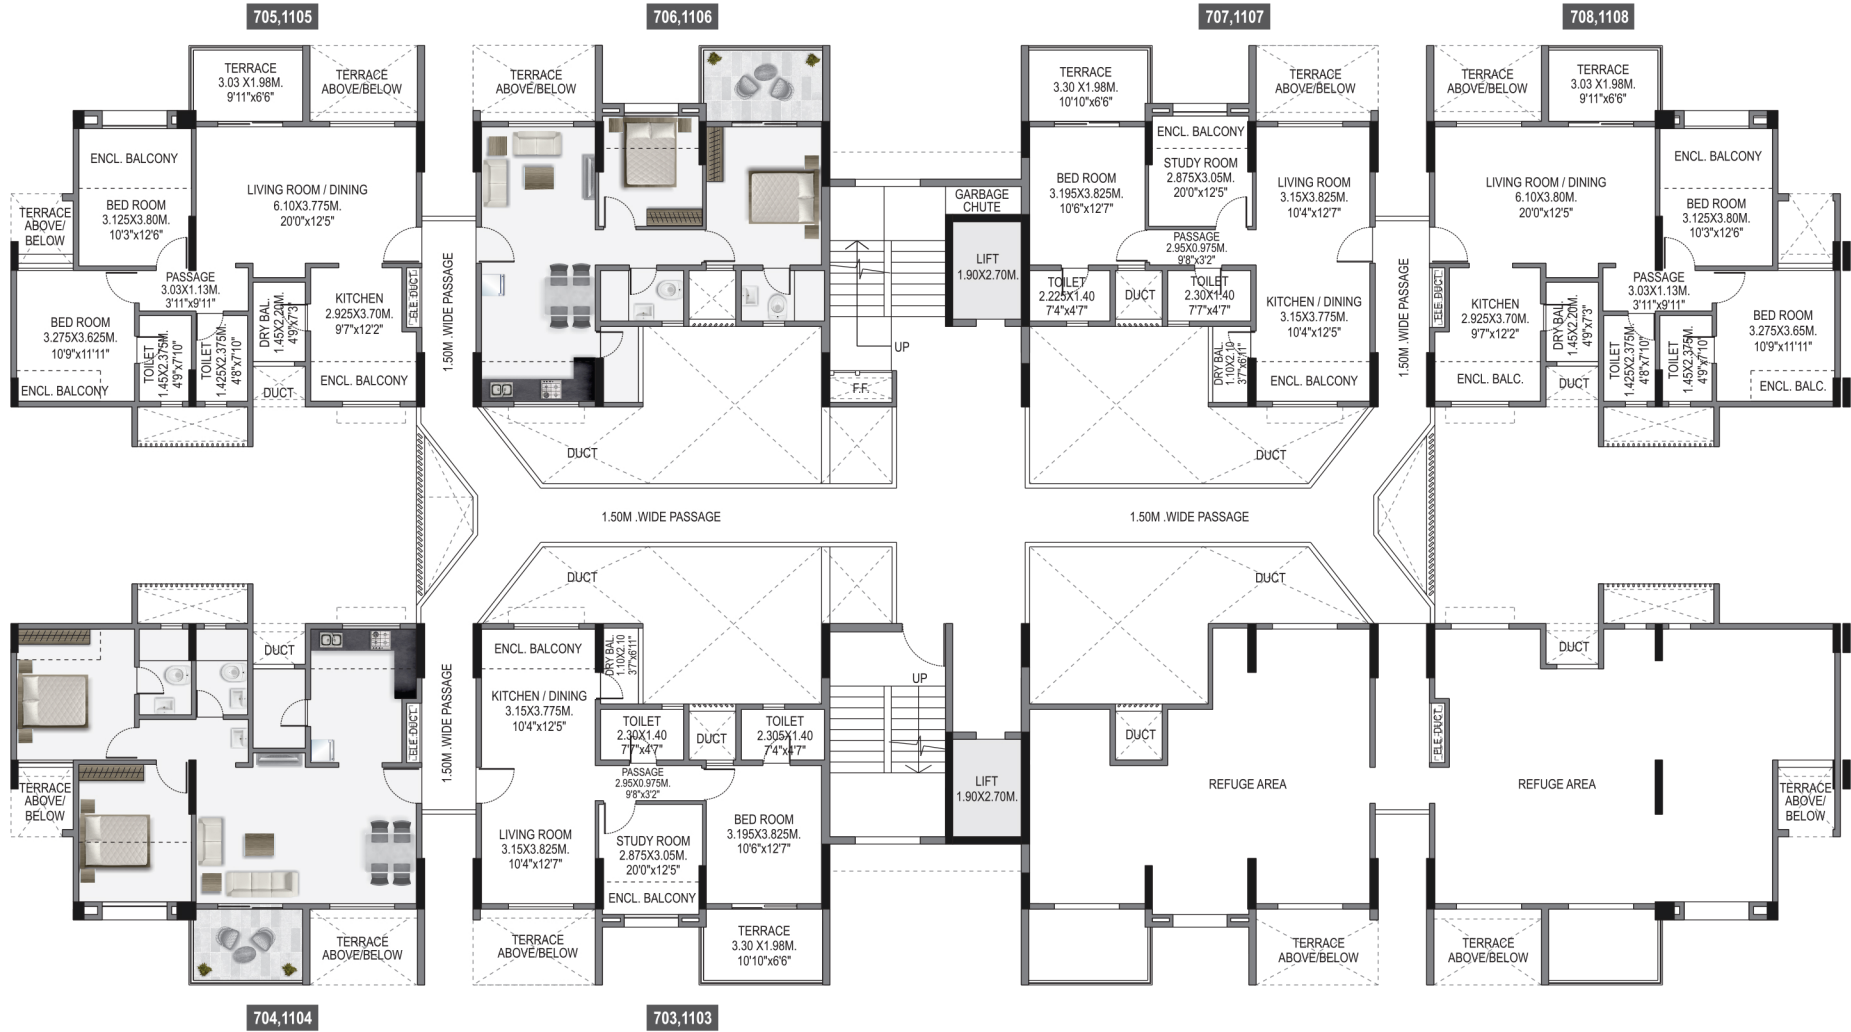 705,1105
706,1106
707,1107
708,1108
TERRACE
3.03 X1.98M.
9'11"x6'6"
TERRACE
ABOVE/BELOW
ENCL. BALCONY
BED ROOM
3.125X3.80M.
10'3"x12'6"
LIVING ROOM / DINING
6.10X3.775M.
20'0"x12'5"
TERRACE
ABOVE/
BELOW
PASSAGE
3.03X1.13M.
3'11"x9'11"
BED ROOM
3.275X3.625M.
10'9"x11'11"
ENCL. BALCONY
TOILET
1.45X2.375M.
4'9"x7'10"
TOILET
1.425X2.375M.
4'8"x7'10"
DRY BAL.
1.45X2.20M.
4'9"x7'3"
DUCT
KITCHEN
2.925X3.70M.
9'7"x12'2"
ENCL. BALCONY
ELE.DUCT
1.50M .WIDE PASSAGE
TERRACE
ABOVE/BELOW
DUCT
GARBAGE
CHUTE
LIFT
1.90X2.70M.
UP
F.F.
TERRACE
3.30 X1.98M.
10'10"x6'6"
TERRACE
ABOVE/BELOW
BED ROOM
3.195X3.825M.
10'6"x12'7"
ENCL. BALCONY
STUDY ROOM
2.875X3.05M.
20'0"x12'5"
LIVING ROOM
3.15X3.825M.
10'4"x12'7"
PASSAGE
2.95X0.975M.
9'8"x3'2"
TOILET
2.225X1.40
7'4"x4'7"
DUCT
TOILET
2.30X1.40
7'7"x4'7"
KITCHEN / DINING
3.15X3.775M.
10'4"x12'5"
DRY BAL.
1.10X2.10
3'7"x6'11"
ENCL. BALCONY
DUCT
1.50M .WIDE PASSAGE
TERRACE
ABOVE/BELOW
TERRACE
3.03 X1.98M.
9'11"x6'6"
LIVING ROOM / DINING
6.10X3.80M.
20'0"x12'5"
ENCL. BALCONY
BED ROOM
3.125X3.80M.
10'3"x12'6"
PASSAGE
3.03X1.13M.
3'11"x9'11"
ELE.DUCT
KITCHEN
2.925X3.70M.
9'7"x12'2"
ENCL. BALC.
DRY BAL.
1.45X2.20M.
4'9"x7'3"
DUCT
TOILET
1.425X2.375M.
4'8"x7'10"
TOILET
1.45X2.375M.
4'9"x7'10"
BED ROOM
3.275X3.65M.
10'9"x11'11"
ENCL. BALC.
1.50M .WIDE PASSAGE
1.50M .WIDE PASSAGE
DUCT
DUCT
DUCT
ELE.DUCT
1.50M .WIDE PASSAGE
TERRACE
ABOVE/
BELOW
TERRACE
ABOVE/BELOW
ENCL. BALCONY
DRY BAL.
1.10X2.10
3'7"x6'11"
KITCHEN / DINING
3.15X3.775M.
10'4"x12'5"
TOILET
2.30X1.40
7'7"x4'7"
DUCT
TOILET
2.305X1.40
7'4"x4'7"
PASSAGE
2.95X0.975M.
9'8"x3'2"
LIVING ROOM
3.15X3.825M.
10'4"x12'7"
STUDY ROOM
2.875X3.05M.
20'0"x12'5"
ENCL. BALCONY
BED ROOM
3.195X3.825M.
10'6"x12'7"
TERRACE
ABOVE/BELOW
TERRACE
3.30 X1.98M.
10'10"x6'6"
UP
LIFT
1.90X2.70M.
DUCT
REFUGE AREA
TERRACE
ABOVE/BELOW
ELE.DUCT
DUCT
REFUGE AREA
TERRACE
ABOVE/
BELOW
TERRACE
ABOVE/BELOW
704,1104
703,1103